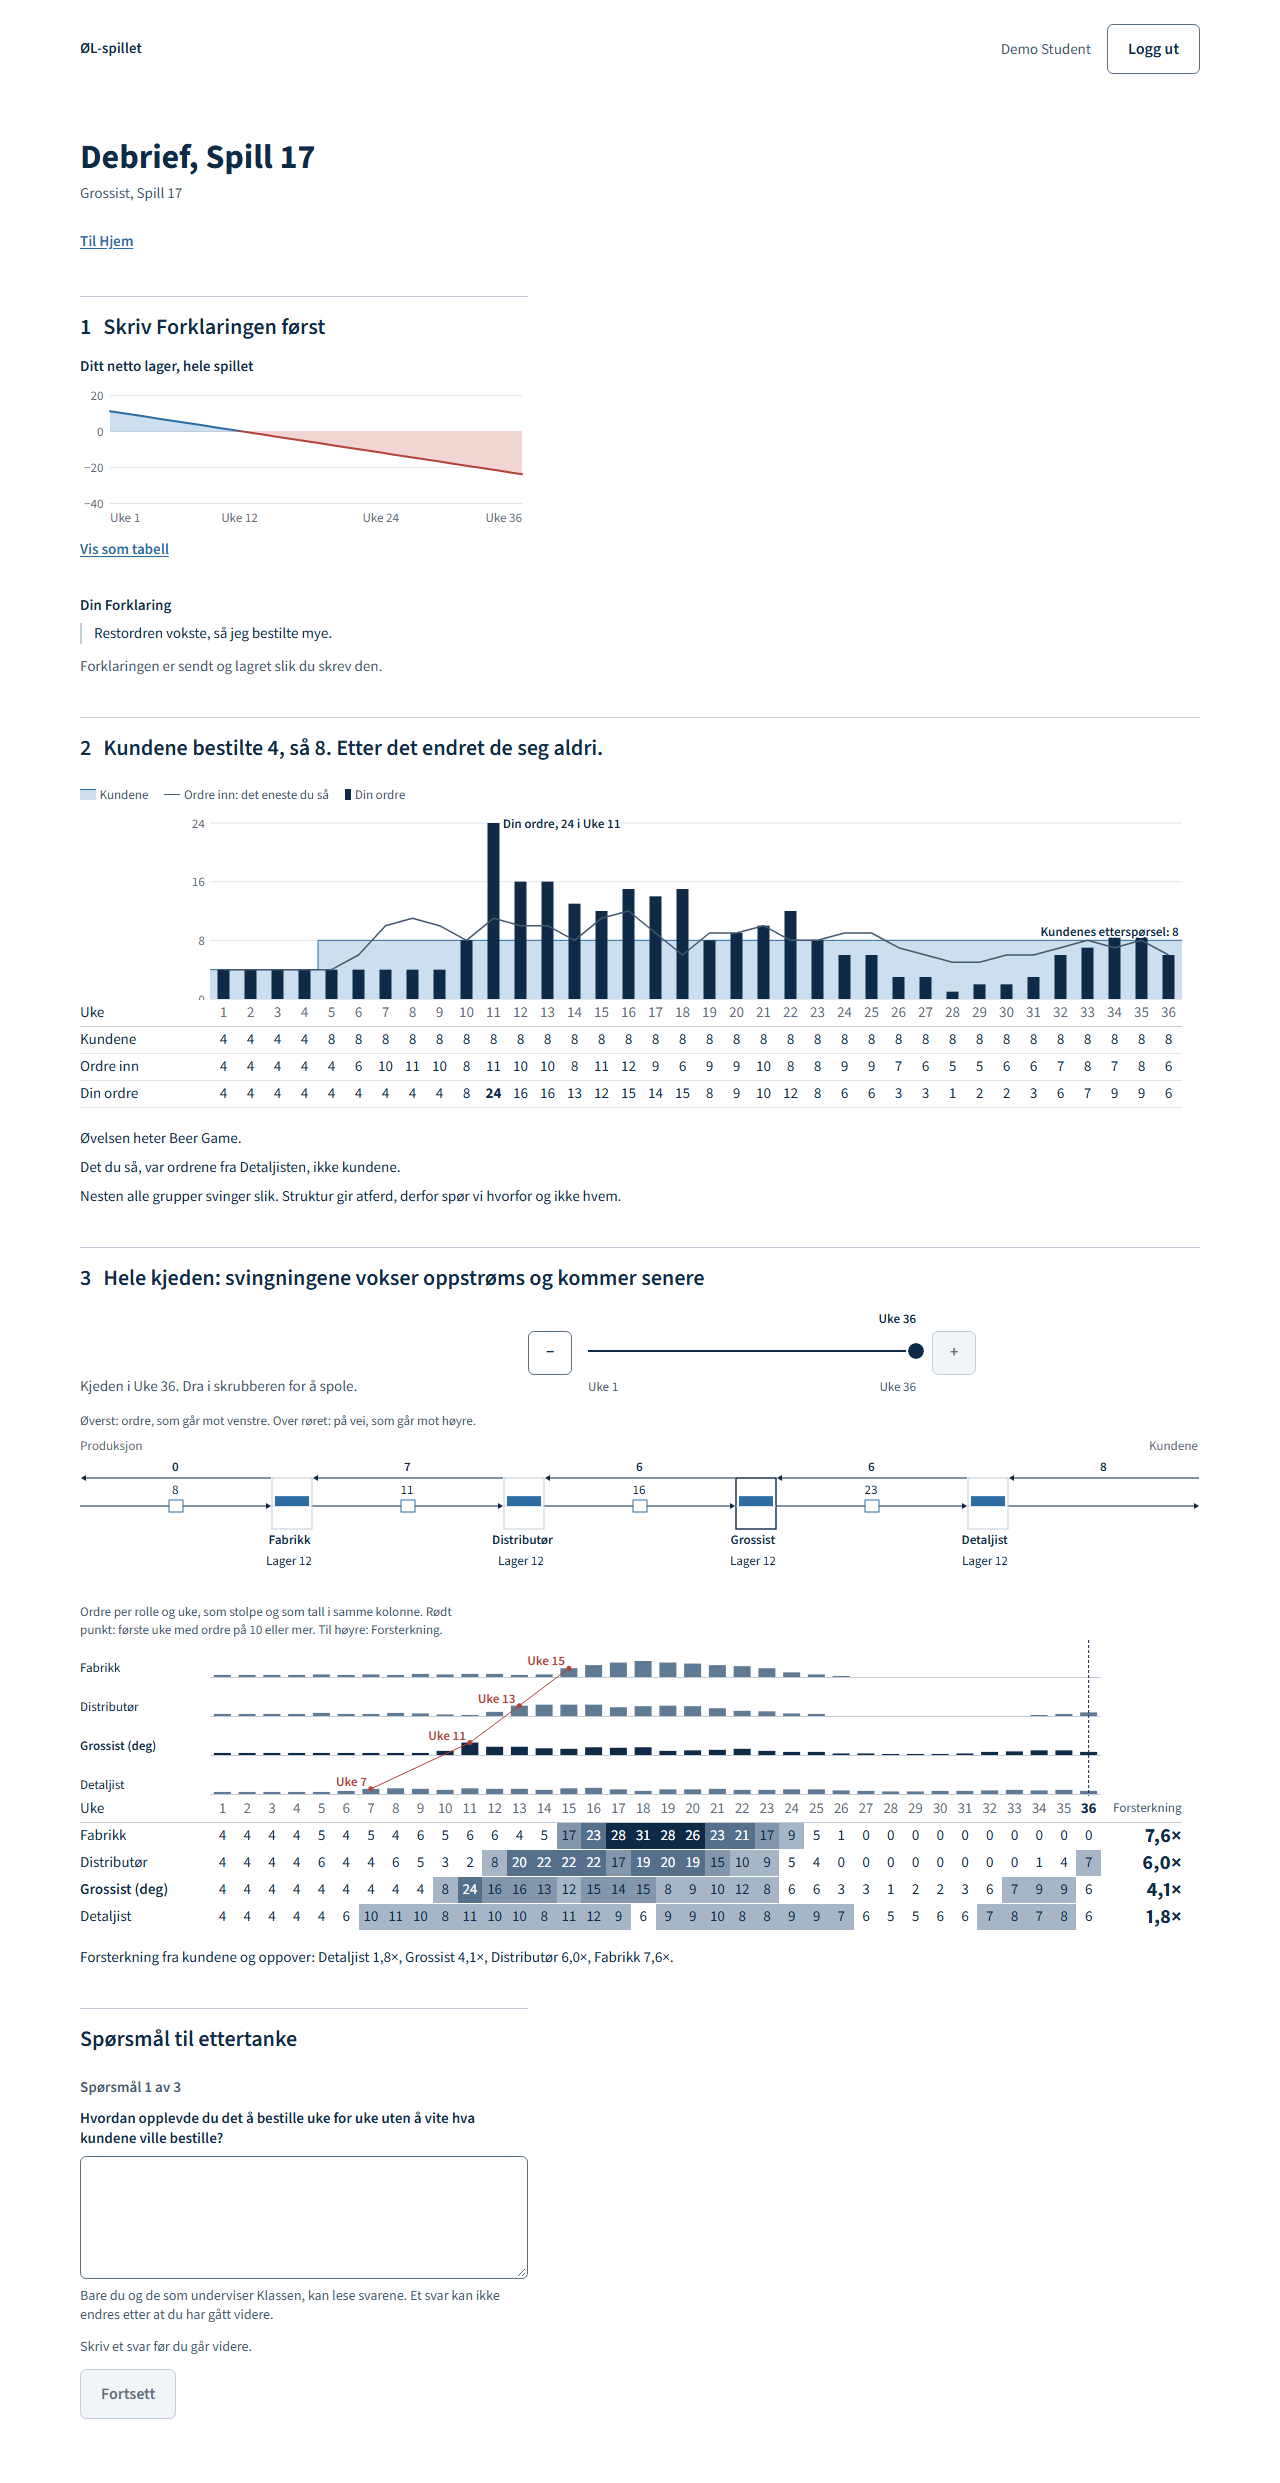 ØL-spillet
Demo Student
Logg ut
Debrief, Spill 17
Grossist, Spill 17
Til Hjem
1 Skriv Forklaringen først
Ditt netto lager, hele spillet
20
0
−20
−40
Uke 1 Uke 12 Uke 24 Uke 36
Vis som tabell
Din Forklaring
Restordren vokste, så jeg bestilte mye.
Forklaringen er sendt og lagret slik du skrev den.
2 Kundene bestilte 4, så 8. Etter det endret de seg aldri.
Kundene Ordre inn: det eneste du så Din ordre
24 Din ordre, 24 i Uke 11
16
Kundenes etterspørsel: 8
8
0
Uke 1 2 3 4 5 6 7 8 9 10 11 12 13 14 15 16 17 18 19 20 21 22 23 24 25 26 27 28 29 30 31 32 33 34 35 36
Kundene 4 4 4 4 8 8 8 8 8 8 8 8 8 8 8 8 8 8 8 8 8 8 8 8 8 8 8 8 8 8 8 8 8 8 8 8
Ordre inn 4 4 4 4 4 6 10 11 10 8 11 10 10 8 11 12 9 6 9 9 10 8 8 9 9 7 6 5 5 6 6 7 8 7 8 6
Din ordre 4 4 4 4 4 4 4 4 4 8 24 16 16 13 12 15 14 15 8 9 10 12 8 6 6 3 3 1 2 2 3 6 7 9 9 6
Øvelsen heter Beer Game.
Det du så, var ordrene fra Detaljisten, ikke kundene.
Nesten alle grupper svinger slik. Struktur gir atferd, derfor spør vi hvorfor og ikke hvem.
3 Hele kjeden: svingningene vokser oppstrøms og kommer senere
Uke 36
− +
Kjeden i Uke 36. Dra i skrubberen for å spole.
Uke 1 Uke 36
Øverst: ordre, som går mot venstre. Over røret: på vei, som går mot høyre.
Produksjon Kundene
0 7 6 6 8
8 11 16 23
Fabrikk Distributør Grossist Detaljist
Lager 12 Lager 12 Lager 12 Lager 12
Ordre per rolle og uke, som stolpe og som tall i samme kolonne. Rødt
punkt: første uke med ordre på 10 eller mer. Til høyre: Forsterkning.
Fabrikk Uke 15
Distributør Uke 13
Grossist (deg) Uke 11
Detaljist Uke 7
Uke 1 2 3 4 5 6 7 8 9 10 11 12 13 14 15 16 17 18 19 20 21 22 23 24 25 26 27 28 29 30 31 32 33 34 35 36 Forsterkning
Fabrikk 4 4 4 4 5 4 5 4 6 5 6 6 4 5 17 23 28 31 28 26 23 21 17 9 5 1 0 0 0 0 0 0 0 0 0 0 7,6×
Distributør 4 4 4 4 6 4 4 6 5 3 2 8 20 22 22 22 17 19 20 19 15 10 9 5 4 0 0 0 0 0 0 0 0 1 4 7 6,0×
Grossist (deg) 4 4 4 4 4 4 4 4 4 8 24 16 16 13 12 15 14 15 8 9 10 12 8 6 6 3 3 1 2 2 3 6 7 9 9 6 4,1×
Detaljist 4 4 4 4 4 6 10 11 10 8 11 10 10 8 11 12 9 6 9 9 10 8 8 9 9 7 6 5 5 6 6 7 8 7 8 6 1,8×
Forsterkning fra kundene og oppover: Detaljist 1,8×, Grossist 4,1×, Distributør 6,0×, Fabrikk 7,6×.
Spørsmål til ettertanke
Spørsmål 1 av 3
Hvordan opplevde du det å bestille uke for uke uten å vite hva
kundene ville bestille?
Bare du og de som underviser Klassen, kan lese svarene. Et svar kan ikke
endres etter at du har gått videre.
Skriv et svar før du går videre.
Fortsett